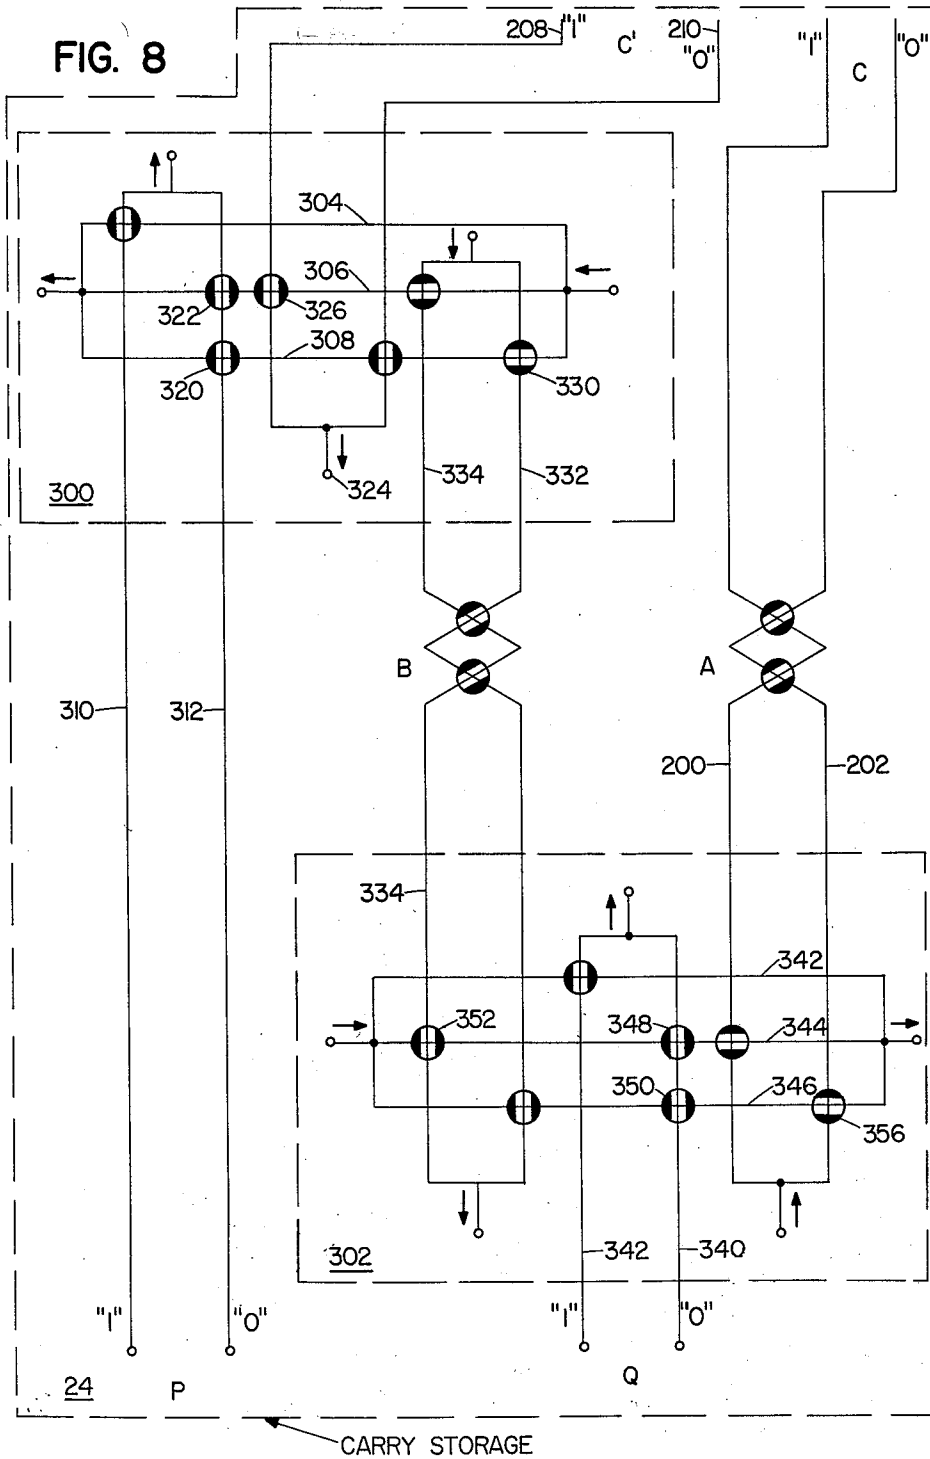 FIG. 8
208 "1" C' 210 "0" "1" C "0"
304
306
322 326
308
320 330
324 334 332
300
B A
310 312
200 202
334
342
352 348 344
350 346
356
302 342 340
"1" "0" "1" "0"
24 P Q
CARRY STORAGE